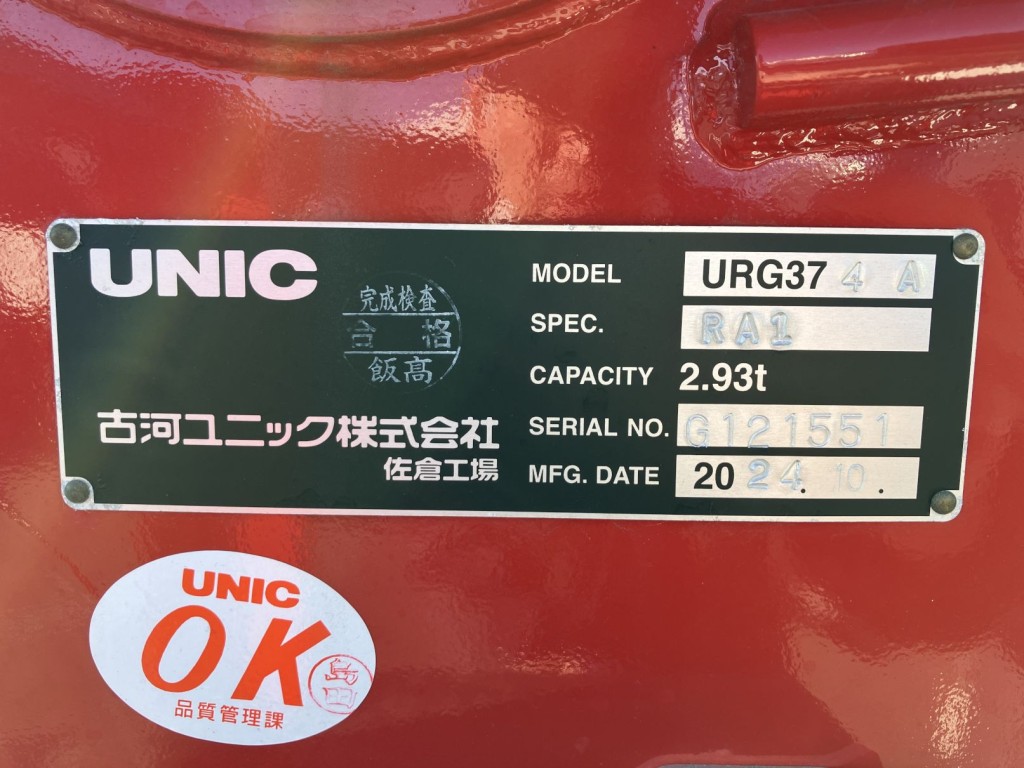 UNIC
完成検査
合格
飯高
古河ユニック株式会社
佐倉工場
MODEL URG374A
SPEC. RA1
CAPACITY 2.93t
SERIAL NO. G121551
MFG. DATE 2024.10.
UNIC
OK
島田
品質管理課